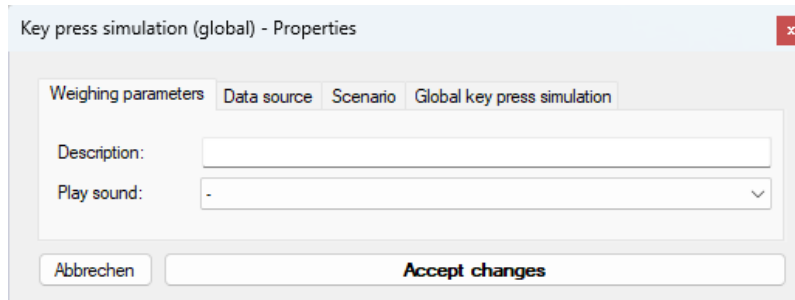 Key press simulation (global) - Properties
x
Weighing parameters Data source Scenario Global key press simulation
Description:
Play sound: -
Abbrechen Accept changes